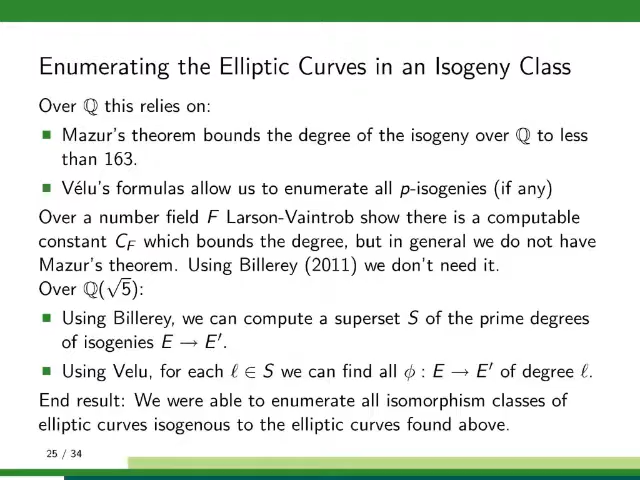 Enumerating the Elliptic Curves in an Isogeny Class
Over ℚ this relies on:
Mazur's theorem bounds the degree of the isogeny over ℚ to less
than 163.
Vélu's formulas allow us to enumerate all p-isogenies (if any)
Over a number field F Larson-Vaintrob show there is a computable
constant C_F which bounds the degree, but in general we do not have
Mazur's theorem. Using Billerey (2011) we don't need it.
Over ℚ(√5):
Using Billerey, we can compute a superset S of the prime degrees
of isogenies E → E′.
Using Velu, for each ℓ ∈ S we can find all ϕ : E → E′ of degree ℓ.
End result: We were able to enumerate all isomorphism classes of
elliptic curves isogenous to the elliptic curves found above.
25 / 34